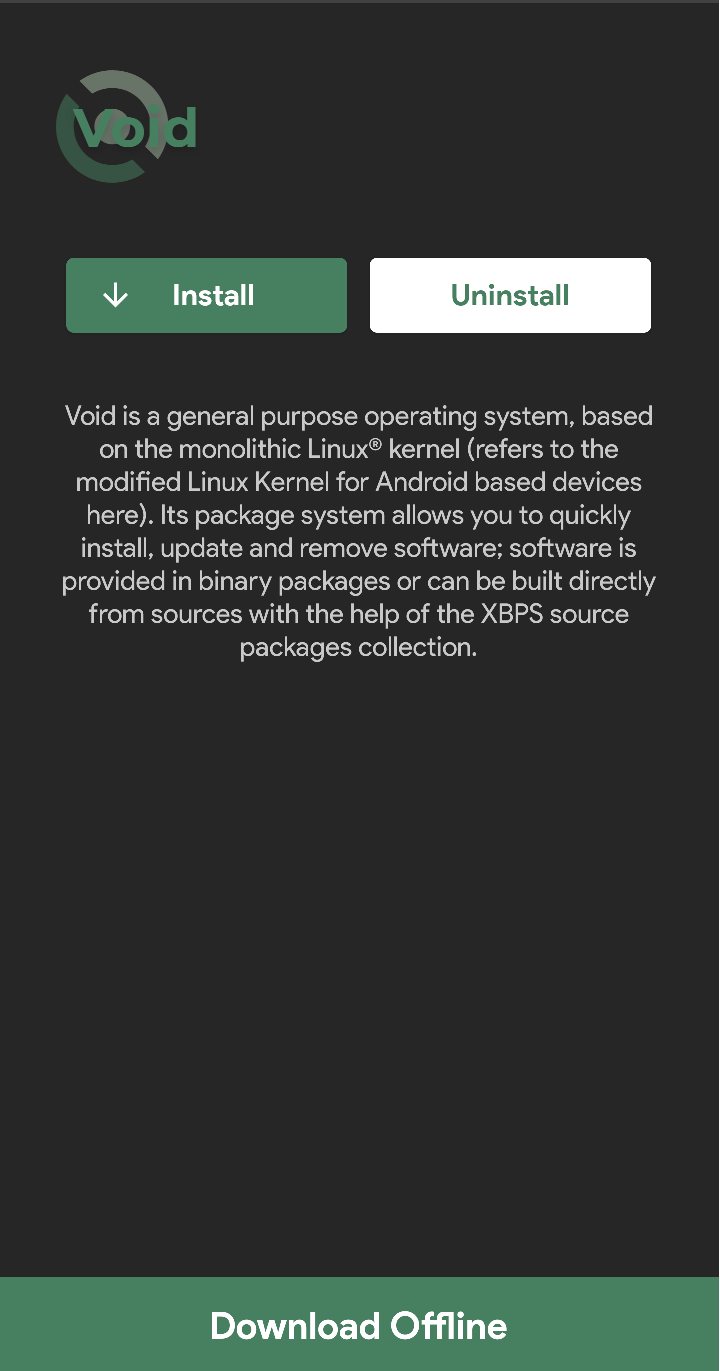 Void
Install
Uninstall
Void is a general purpose operating system, based
on the monolithic Linux® kernel (refers to the
modified Linux Kernel for Android based devices
here). Its package system allows you to quickly
install, update and remove software; software is
provided in binary packages or can be built directly
from sources with the help of the XBPS source
packages collection.
Download Offline